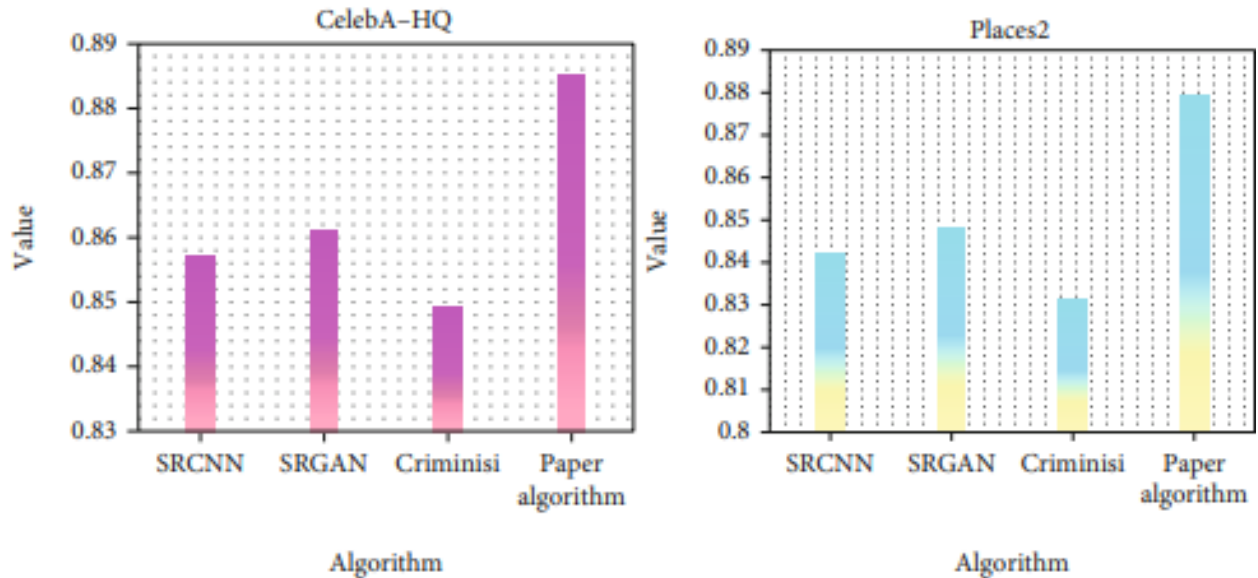 CelebA–HQ
0.89
0.88
0.87
0.86
0.85
0.84
0.83
Value
SRCNN
SRGAN
Criminisi
Paper
algorithm
Algorithm
Places2
0.89
0.88
0.87
0.86
0.85
0.84
0.83
0.82
0.81
0.8
Value
SRCNN
SRGAN
Criminisi
Paper
algorithm
Algorithm